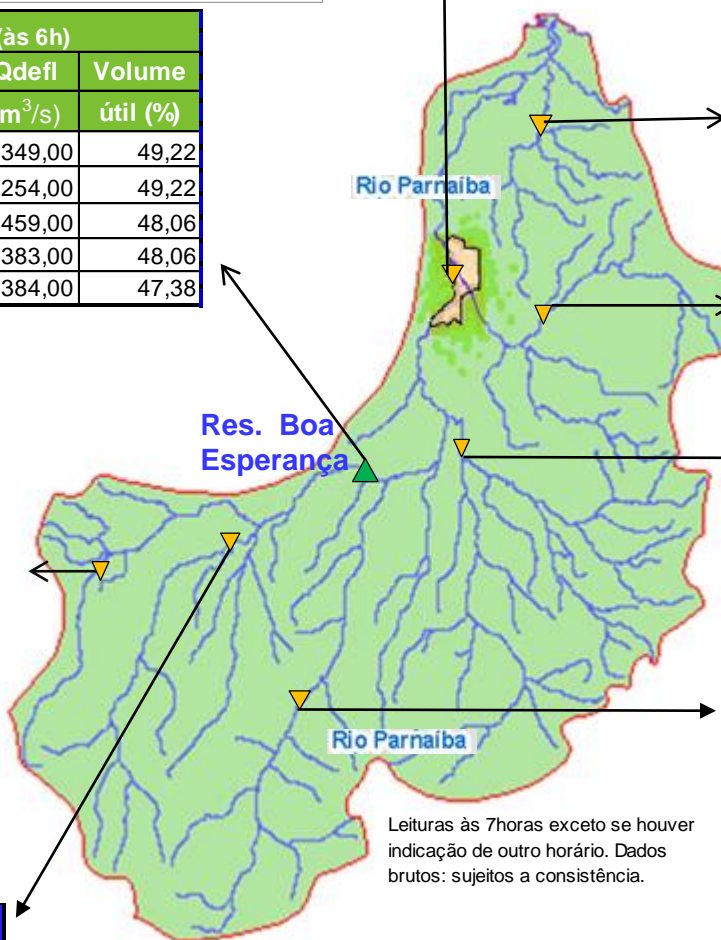 (às 6h)
Qdefl Volume
m³/s) útil (%)
349,00 49,22
254,00 49,22
459,00 48,06
383,00 48,06
384,00 47,38
Rio Parnaíba
Res. Boa
Esperança
Rio Parnaíba
Leituras às 7horas exceto se houver
indicação de outro horário. Dados
brutos: sujeitos a consistência.